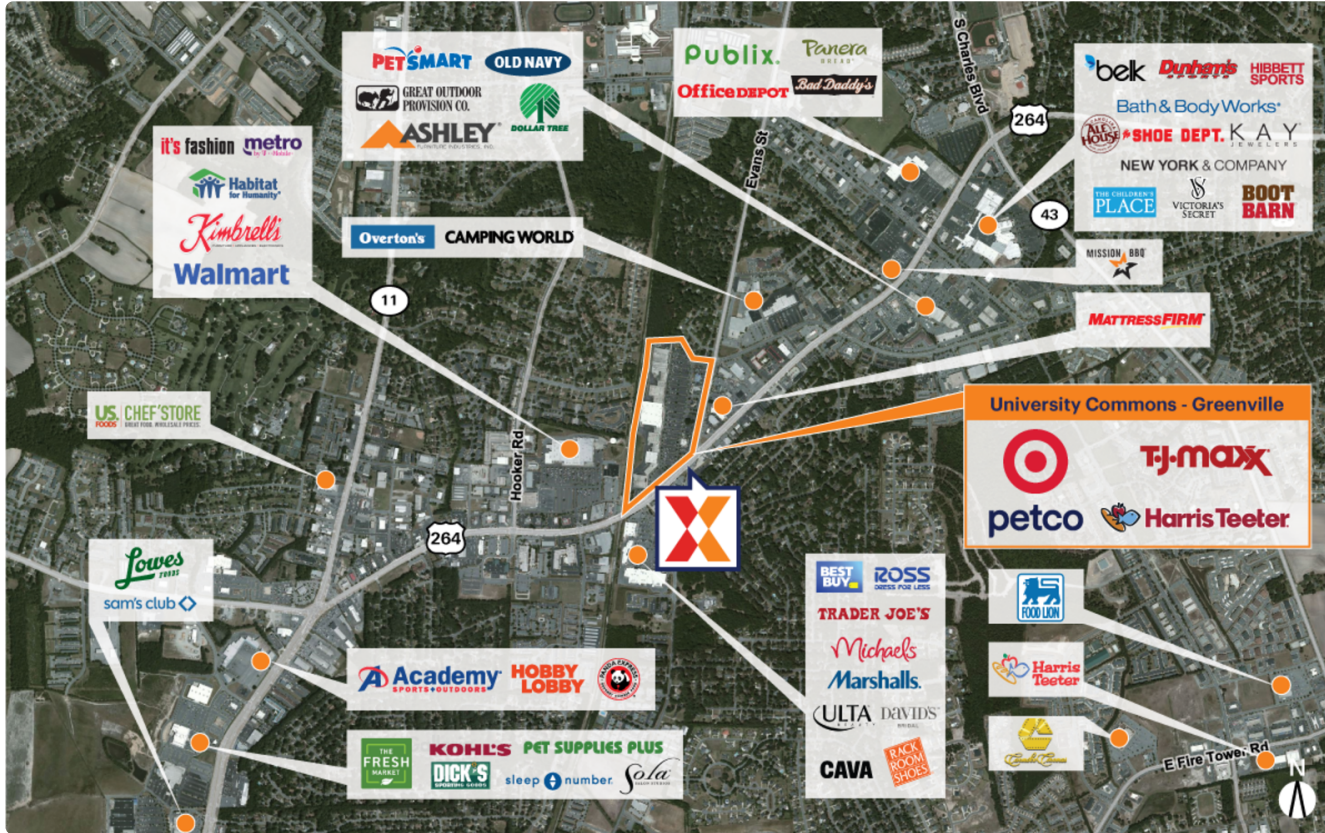 PETSMART OLD NAVY
GREAT OUTDOOR
PROVISION CO.
DOLLAR TREE
ASHLEY
FURNITURE INDUSTRIES, INC.
Publix. Panera
BREAD
Office DEPOT Bad Daddy's
S Charles Blvd
belk Dunham's HIBBETT
SPORTS
Bath & Body Works
CAROLINA
ALE
HOUSE
SHOE DEPT. KAY
JEWELERS
NEW YORK & COMPANY
THE CHILDREN'S
PLACE
VS
VICTORIA'S
SECRET
BOOT
BARN
264
43
Evans St
it's fashion metro
by T-Mobile
Habitat
for Humanity
Kimbrell's
Walmart
Overton's CAMPING WORLD
MISSION BBQ
11
MATTRESSFIRM
US.
FOODS
CHEF'STORE
GREAT FOOD. WHOLESALE PRICES.
University Commons - Greenville
T.J.maxx
petco Harris Teeter
Hooker Rd
264
Lowes
FOODS
sam's club
BEST
BUY
ROSS
DRESS FOR LESS
TRADER JOE'S
Michaels
Marshalls.
ULTA
BEAUTY
DAVID'S
BRIDAL
CAVA
RACK
ROOM
SHOES
FOOD LION
Harris
Teeter
Academy
SPORTS+OUTDOORS
HOBBY
LOBBY
PANDA EXPRESS
THE
FRESH
MARKET
KOHL'S PET SUPPLIES PLUS
DICK'S
SPORTING GOODS
sleep number.
Sola
E Fire Tower Rd
N